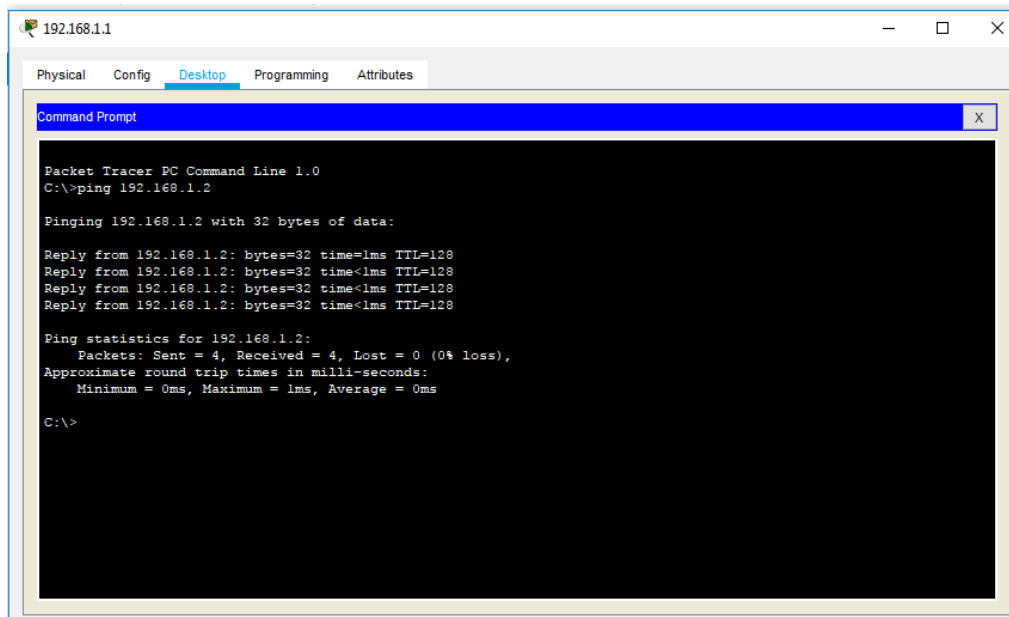 192.168.1.1
Physical Config Desktop Programming Attributes
Command Prompt
X
Packet Tracer PC Command Line 1.0
C:\>ping 192.168.1.2
Pinging 192.168.1.2 with 32 bytes of data:
Reply from 192.168.1.2: bytes=32 time=1ms TTL=128
Reply from 192.168.1.2: bytes=32 time<1ms TTL=128
Reply from 192.168.1.2: bytes=32 time<1ms TTL=128
Reply from 192.168.1.2: bytes=32 time<1ms TTL=128
Ping statistics for 192.168.1.2:
Packets: Sent = 4, Received = 4, Lost = 0 (0% loss),
Approximate round trip times in milli-seconds:
Minimum = 0ms, Maximum = 1ms, Average = 0ms
C:\>